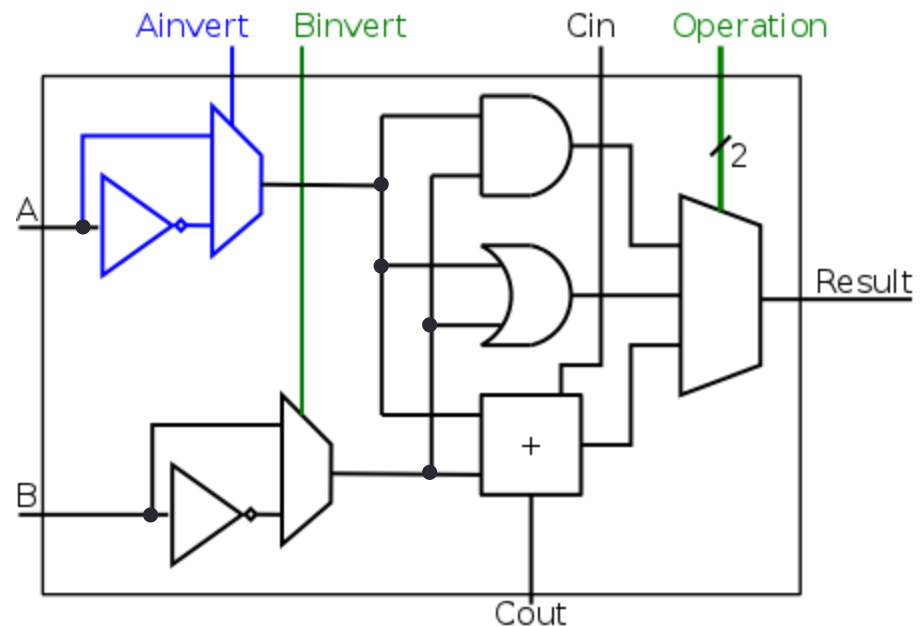 Ainvert
Binvert
Cin
Operation
2
A
Result
+
B
Cout